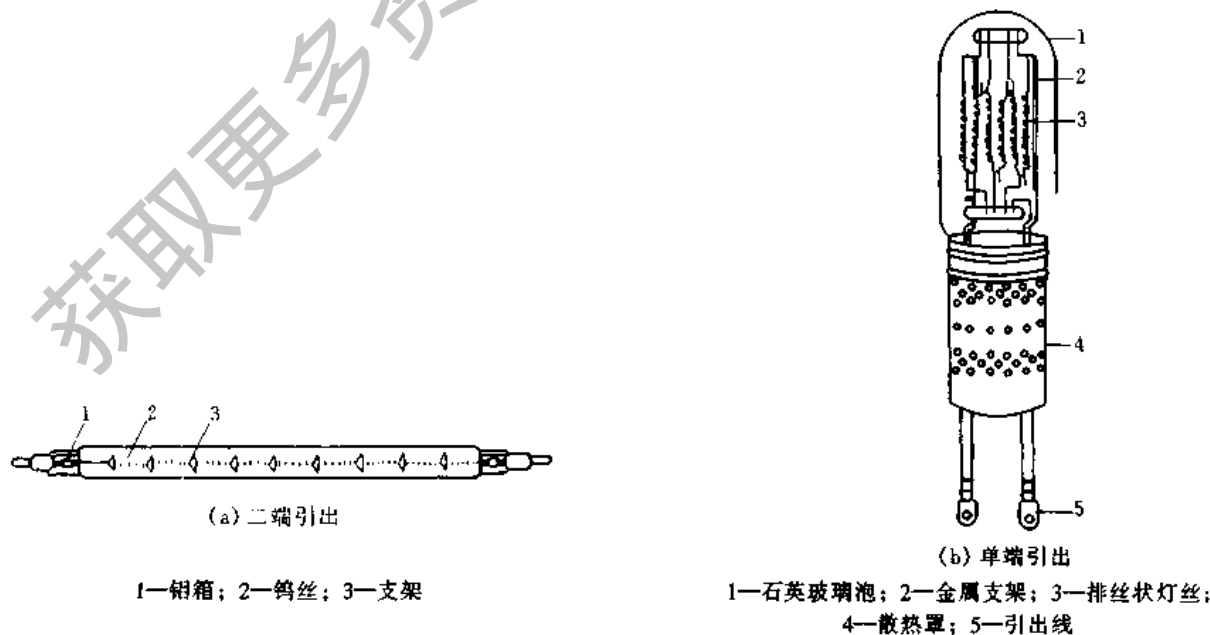 获取更多资
1
2
3
(a) 二端引出
1—钼箱；2—钨丝；3—支架
1
2
3
4
5
(b) 单端引出
1—石英玻璃泡；2—金属支架；3—排丝状灯丝；
4—散热罩；5—引出线